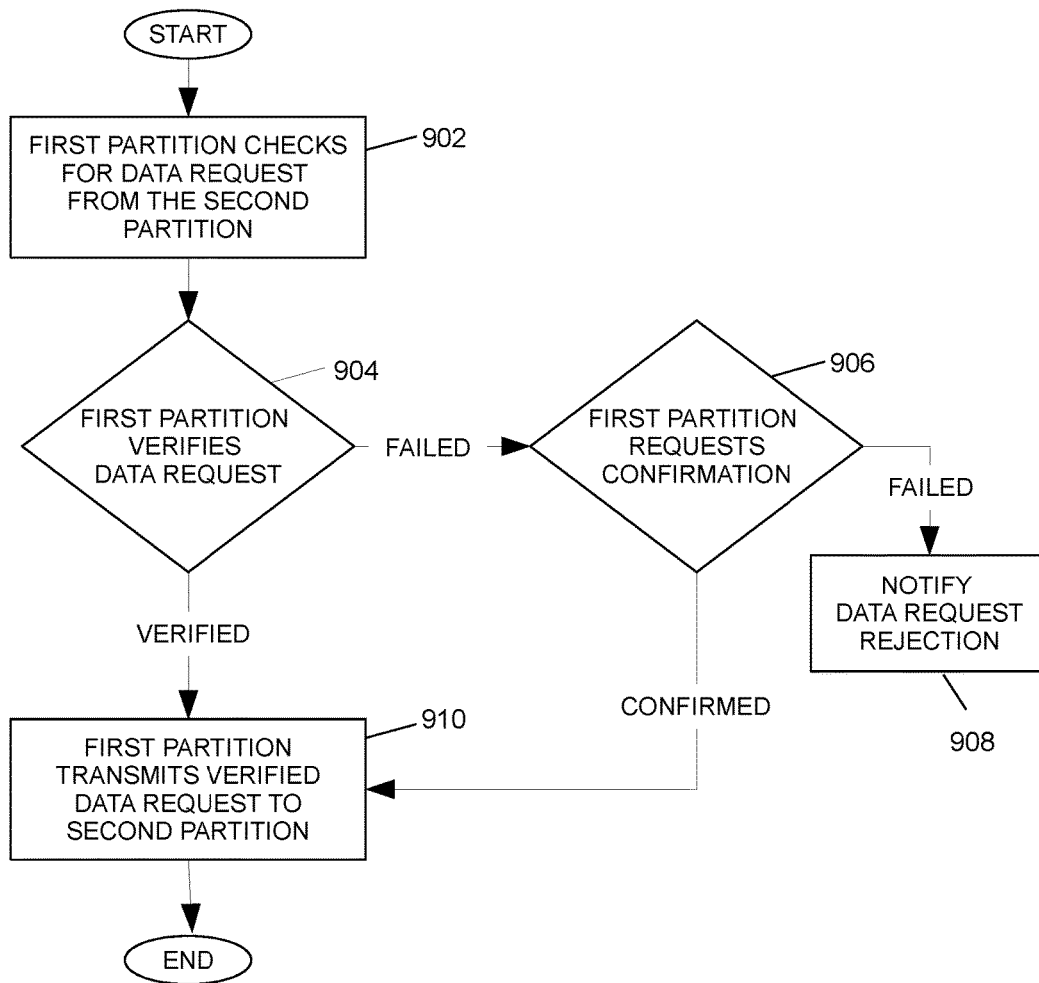 START
FIRST PARTITION CHECKS
FOR DATA REQUEST
FROM THE SECOND
PARTITION
902
904
FIRST PARTITION
VERIFIES
DATA REQUEST
FAILED
906
FIRST PARTITION
REQUESTS
CONFIRMATION
FAILED
NOTIFY
DATA REQUEST
REJECTION
908
VERIFIED
CONFIRMED
910
FIRST PARTITION
TRANSMITS VERIFIED
DATA REQUEST TO
SECOND PARTITION
END